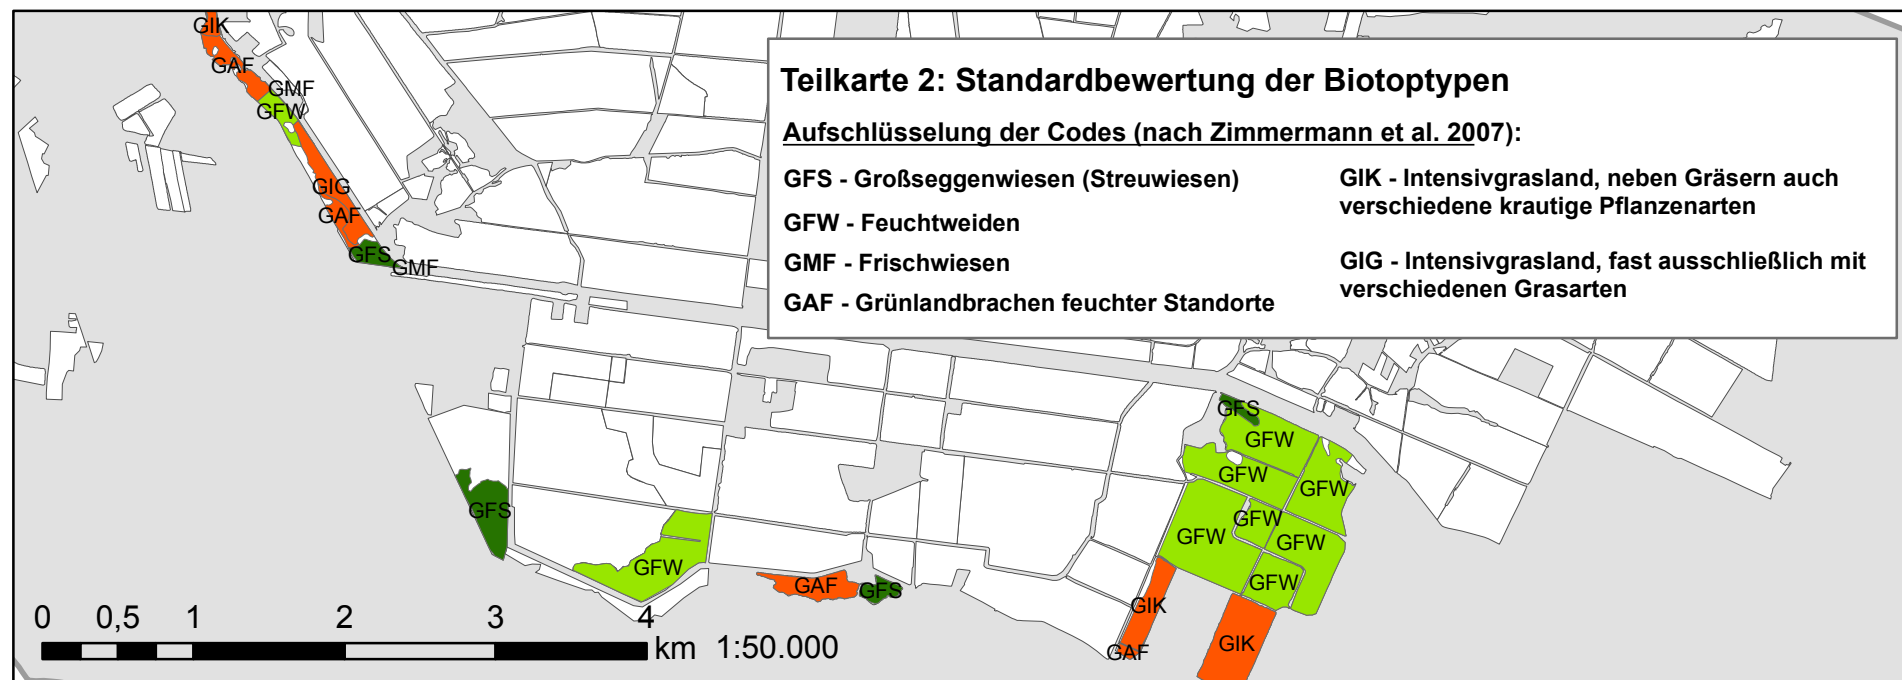 Teilkarte 2: Standardbewertung der Biotoptypen
Aufschlüsselung der Codes (nach Zimmermann et al. 2007):
GFS - Großseggenwiesen (Streuwiesen)
GFW - Feuchtweiden
GMF - Frischwiesen
GAF - Grünlandbrachen feuchter Standorte
GIK - Intensivgrasland, neben Gräsern auch
verschiedene krautige Pflanzenarten
GIG - Intensivgrasland, fast ausschließlich mit
verschiedenen Grasarten
GIK
GAF
GMF
GFW
GIG
GAF
GFS
GMF
GFS
GFW
GAF
GFS
GFS
GFW
GFW
GFW
GFW
GFW
GFW
GFW
GIK
GAF
GIK
0 0,5 1 2 3 4
km 1:50.000